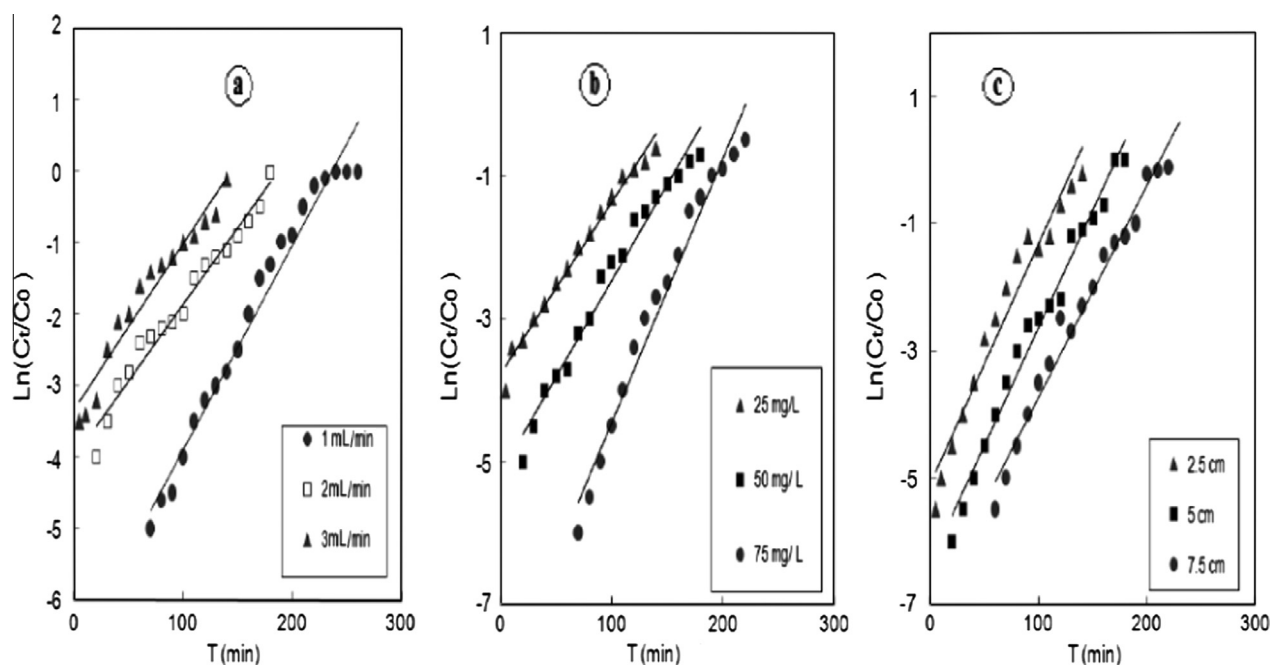 a
Ln(Ct/Co)
2
1
0
-1
-2
-3
-4
-5
-6
1 mL/min
2mL/min
3mL/min
0 100 200 300
T (min)
b
Ln(Ct/Co)
1
-1
-3
-5
-7
25 mg/L
50 mg/L
75 mg/L
0 100 200 300
T (min)
c
Ln(Ct/Co)
1
-1
-3
-5
-7
2.5 cm
5 cm
7.5 cm
0 100 200 300
T (min)